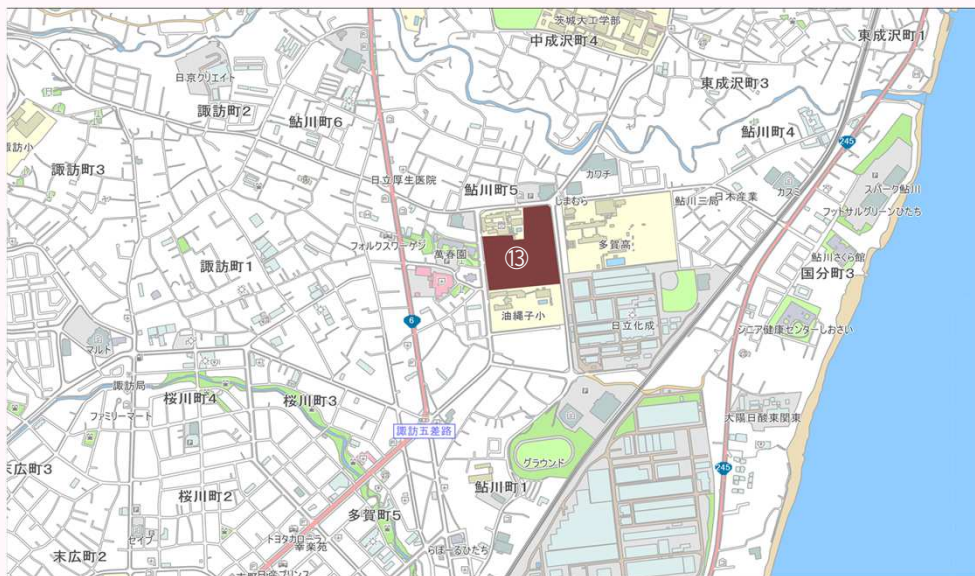 茨城大工学部
中成沢町4
東成沢町1
日京クリエイト
諏訪町2
鮎川町6
東成沢町3
鮎川町4
245
諏訪小
諏訪町3
日立厚生医院
鮎川町5
カワチ
しまむら
鮎川三局
日木産業
カスミ
スパーク鮎川
フットサルグリーンひたち
フォルクスワーゲン
萬春園
⑬
多賀高
鮎川さくら館
国分町3
諏訪町1
油縄子小
日立化成
シニア健康センターしおさい
6
マルト
諏訪局
ファミリーマート
桜川町4
桜川町3
諏訪五差路
大陽日酸東関東
末広町3
グラウンド
245
桜川町2
鮎川町1
多賀町5
セイブ
トヨタカローラ
幸楽苑
らぽーるひたち
末広町2